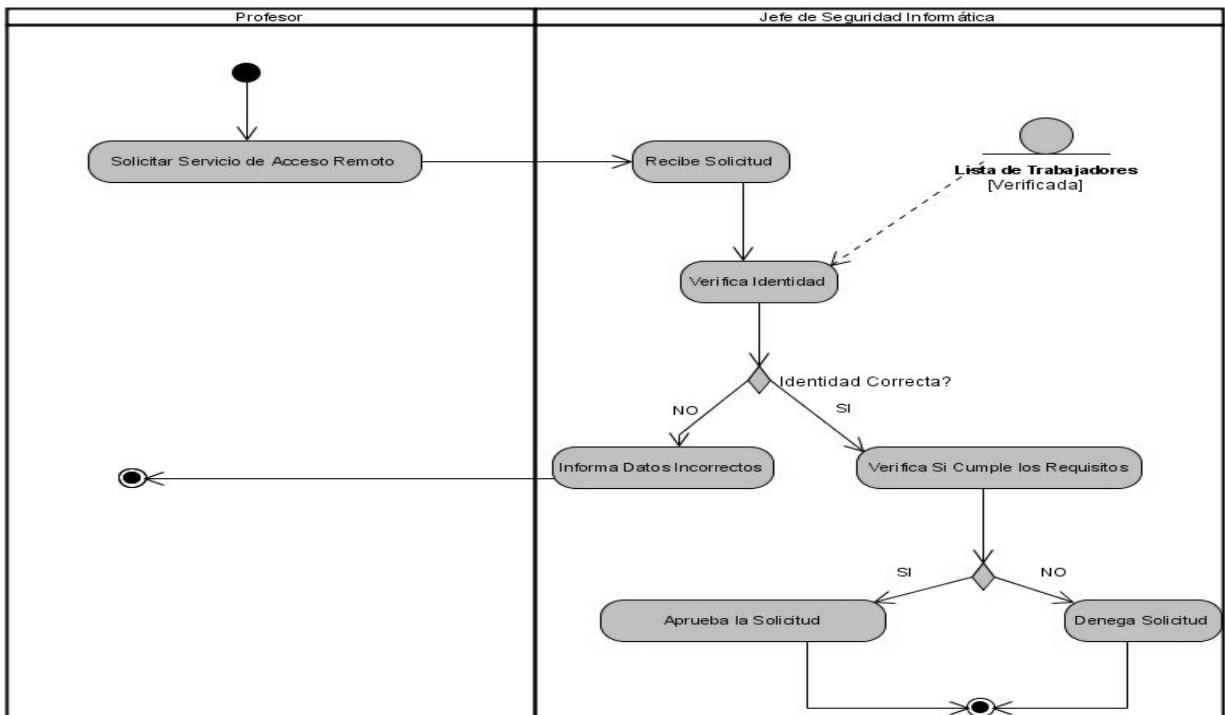 Profesor
Jefe de Seguridad Informática
Solicitar Servicio de Acceso Remoto
Recibe Solicitud
Lista de Trabajadores
[Verificada]
Verifica Identidad
Identidad Correcta?
NO
SI
Informa Datos Incorrectos
Verifica Si Cumple los Requisitos
SI
NO
Aprueba la Solicitud
Denega Solicitud